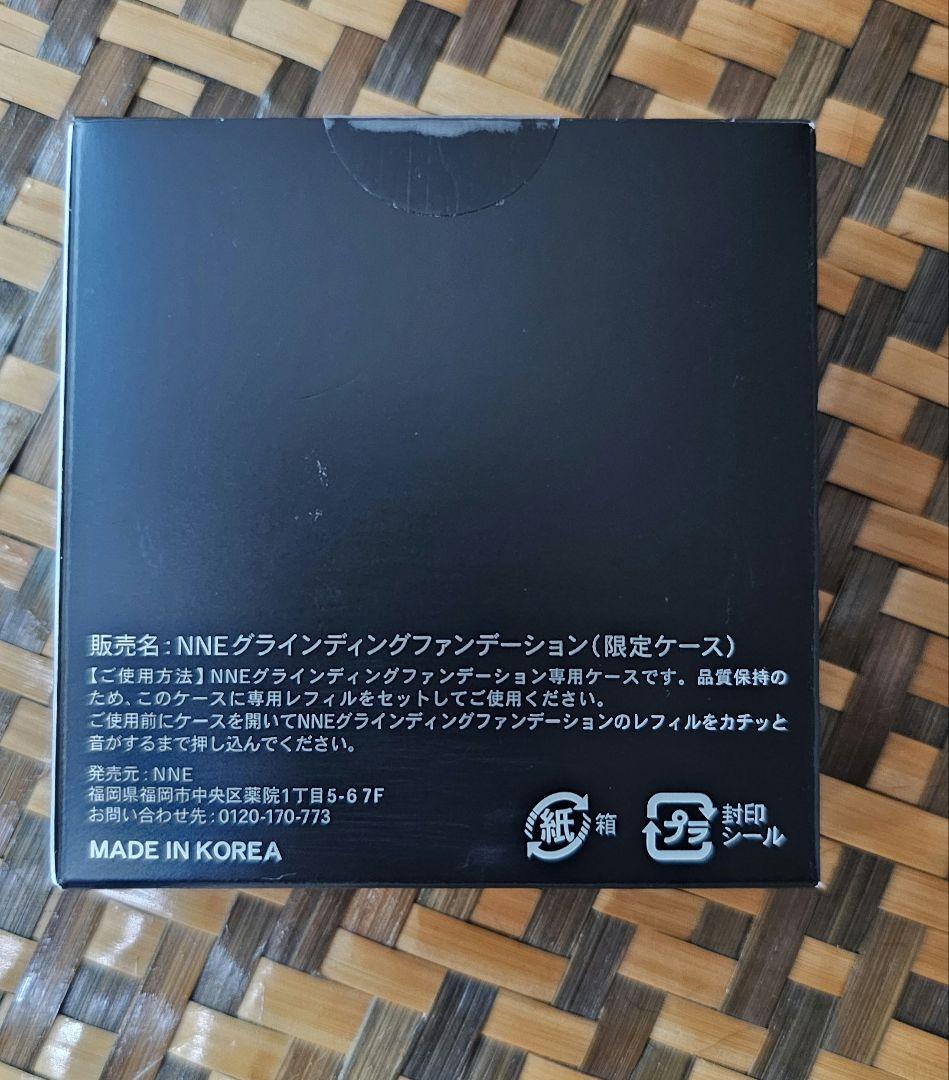 販売名:NNEグラインディングファンデーション(限定ケース)
【ご使用方法】NNEグラインディングファンデーション専用ケースです。品質保持の
ため、このケースに専用レフィルをセットしてご使用ください。
ご使用前にケースを開いてNNEグラインディングファンデーションのレフィルをカチッと
音がするまで押し込んでください。
発売元:NNE
福岡県福岡市中央区薬院1丁目5-6 7F
お問い合わせ先:0120-170-773
MADE IN KOREA
紙 箱
プラ 封印
シール